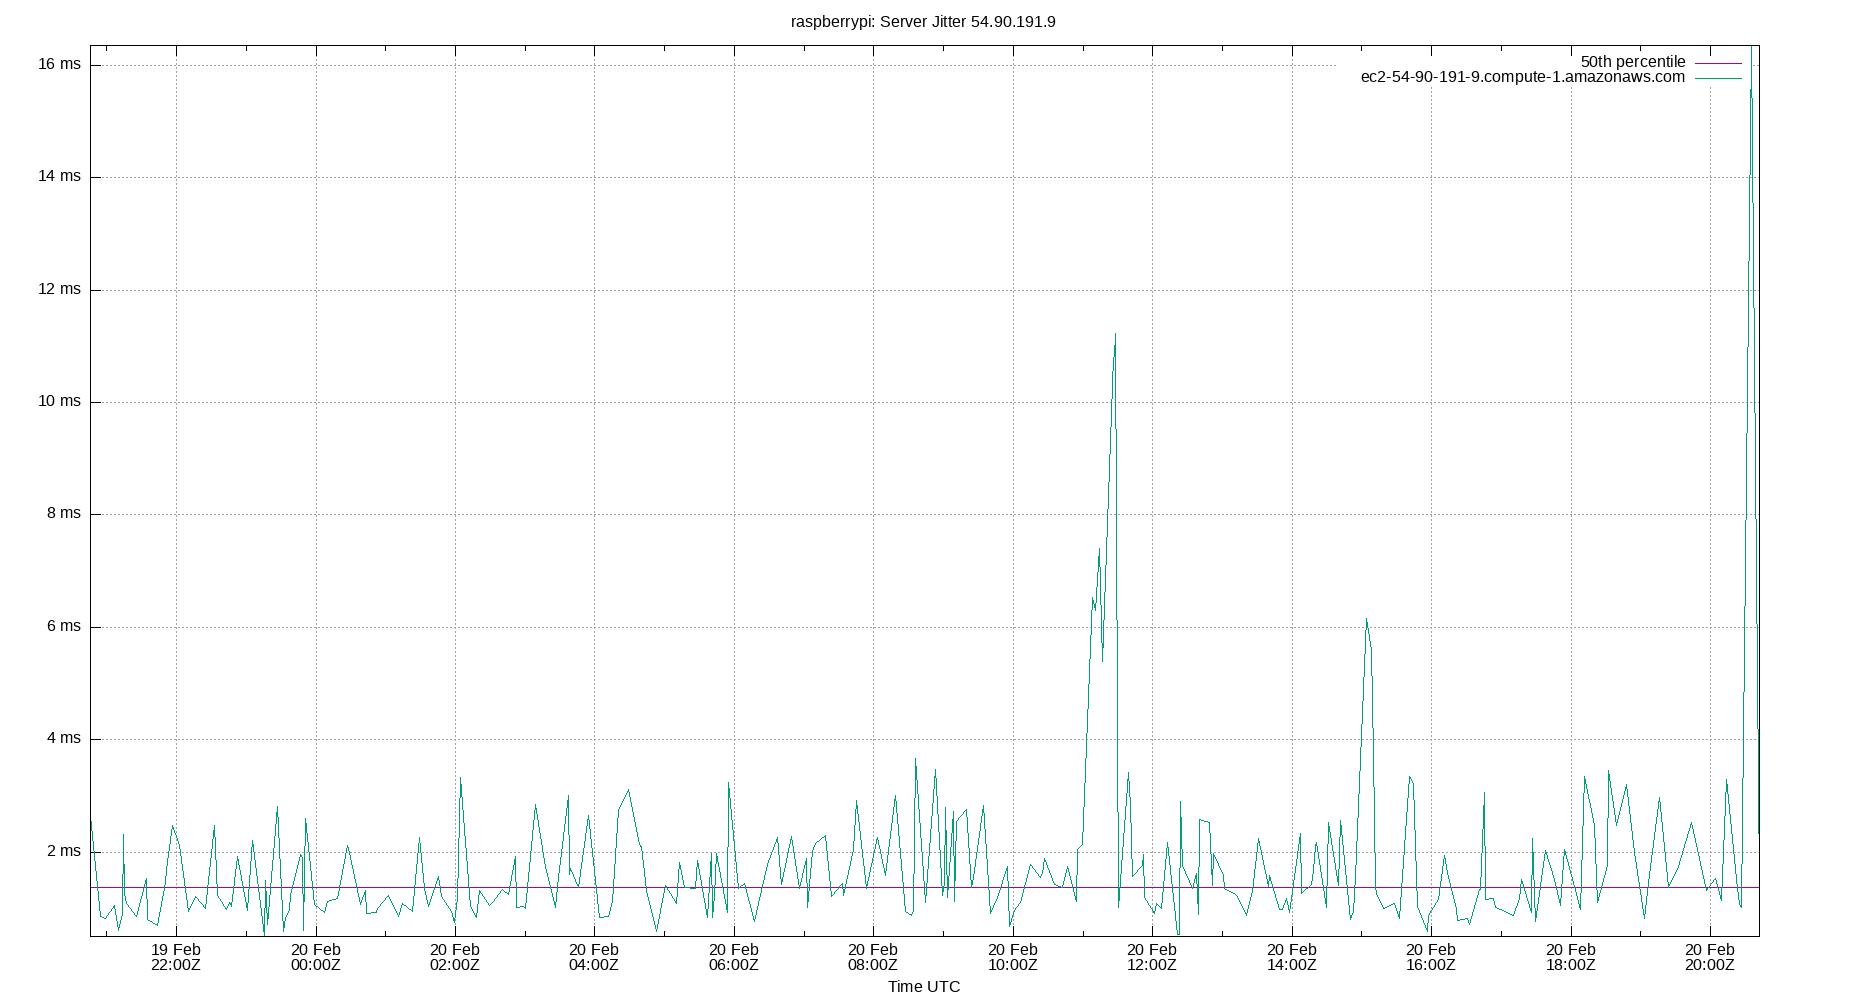 raspberrypi: Server Jitter 54.90.191.9
50th percentile
ec2-54-90-191-9.compute-1.amazonaws.com
16 ms
14 ms
12 ms
10 ms
8 ms
6 ms
4 ms
2 ms
19 Feb 20 Feb 20 Feb 20 Feb 20 Feb 20 Feb 20 Feb 20 Feb 20 Feb 20 Feb 20 Feb 20 Feb
22:00Z 00:00Z 02:00Z 04:00Z 06:00Z 08:00Z 10:00Z 12:00Z 14:00Z 16:00Z 18:00Z 20:00Z
Time UTC